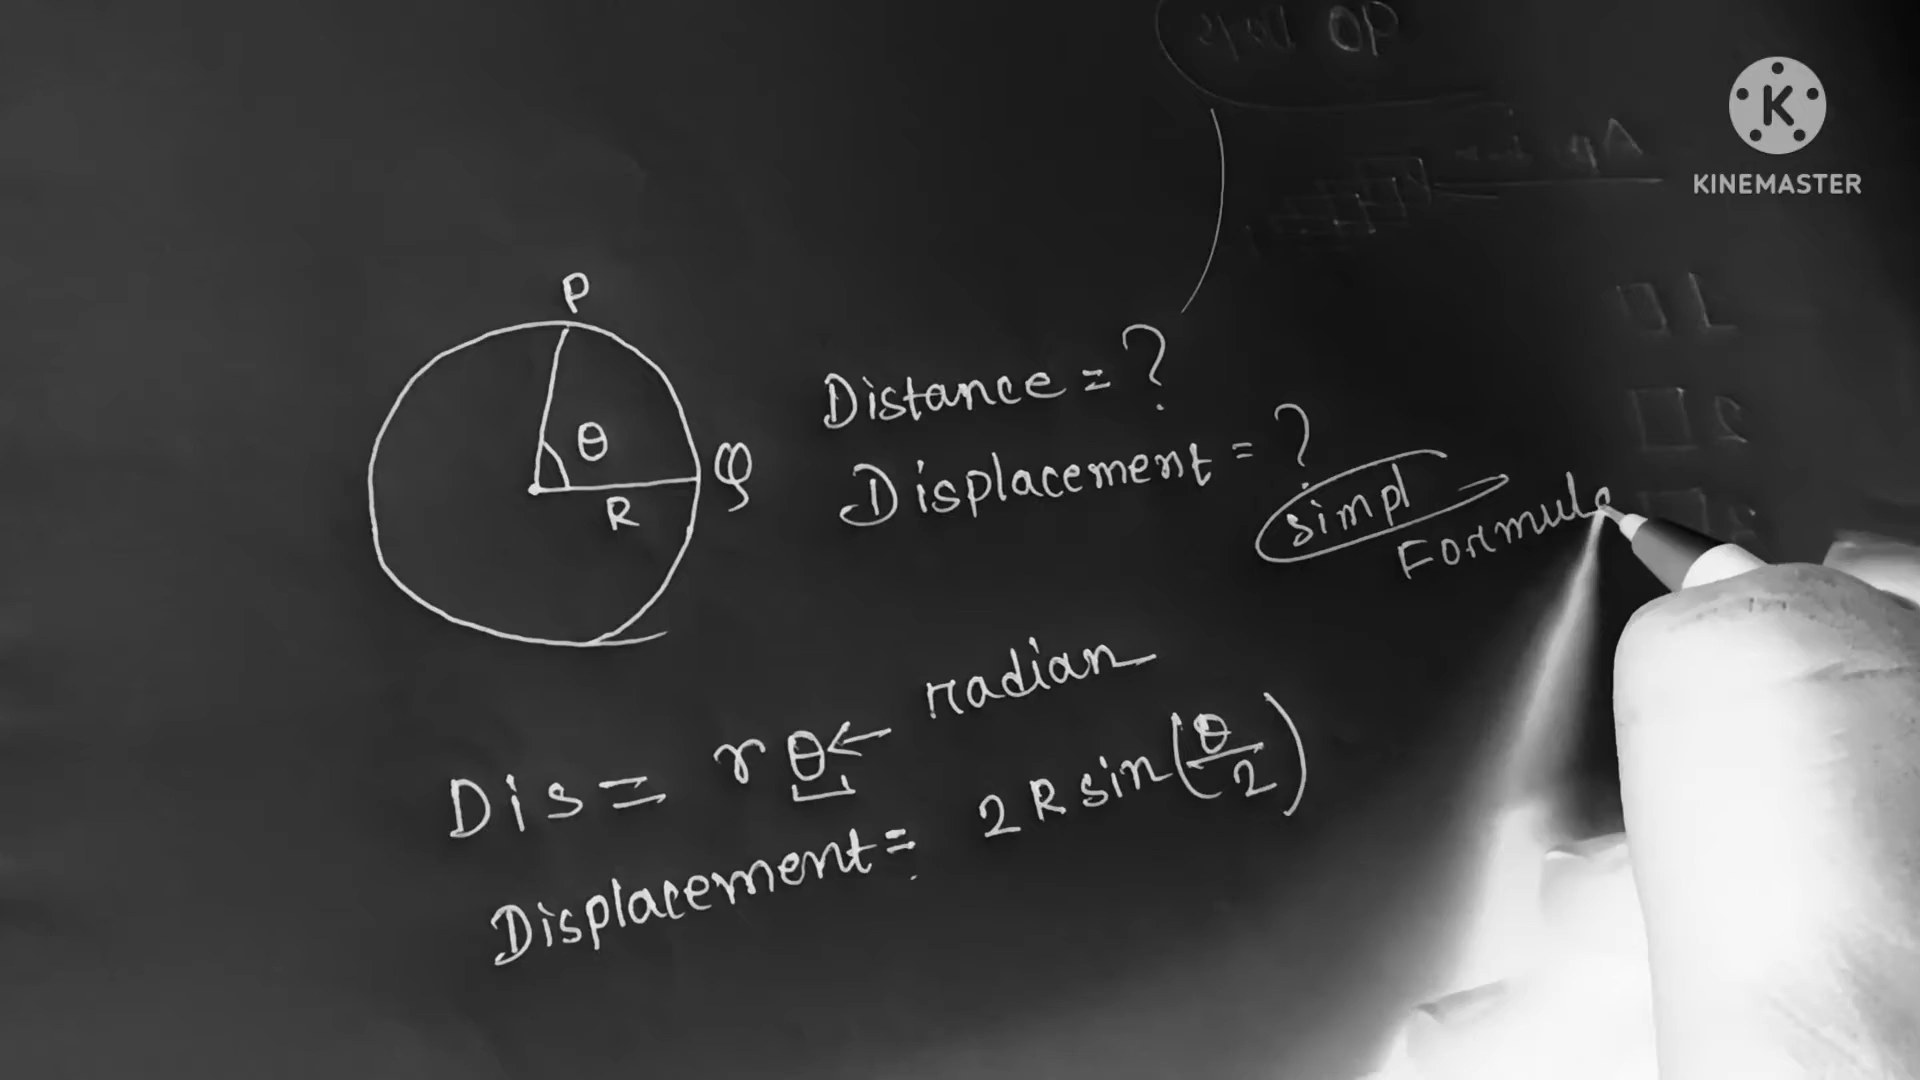 KINEMASTER
P
θ
R
Q
Distance = ?
Displacement = ?
simpl
Formula
Dis = rθ ← radian
Displacement = 2R sin(θ/2)